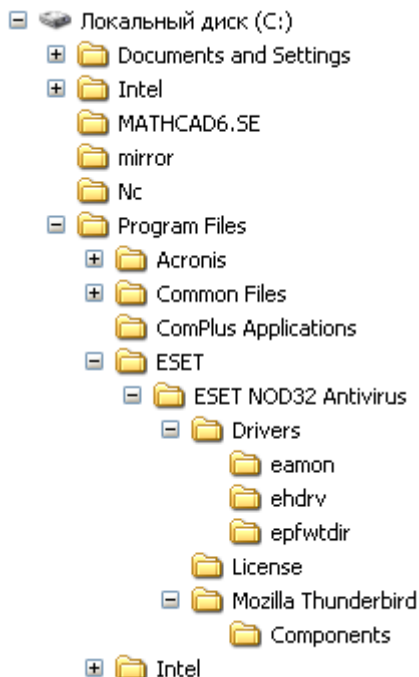 Локальный диск (C:)
Documents and Settings
Intel
MATHCAD6.SE
mirror
Nc
Program Files
Acronis
Common Files
ComPlus Applications
ESET
ESET NOD32 Antivirus
Drivers
eamon
ehdrv
epfwtdir
License
Mozilla Thunderbird
Components
Intel